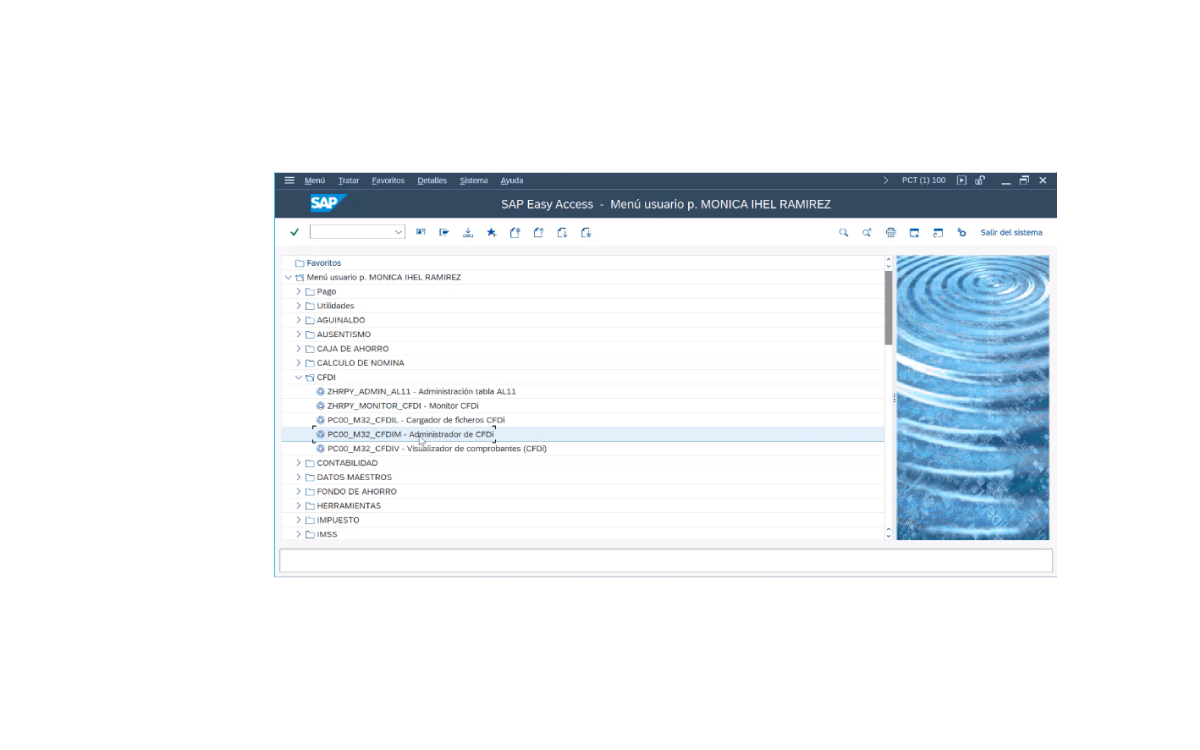 Menú Tratar Favoritos Detalles Sistema Ayuda PCT (1) 100
SAP SAP Easy Access - Menú usuario p. MONICA IHEL RAMIREZ
Salir del sistema
Favoritos
Menú usuario p. MONICA IHEL RAMIREZ
Pago
Utilidades
AGUINALDO
AUSENTISMO
CAJA DE AHORRO
CALCULO DE NOMINA
CFDI
ZHRPY_ADMIN_AL11 - Administración tabla AL11
ZHRPY_MONITOR_CFDI - Monitor CFDi
PC00_M32_CFDIL - Cargador de ficheros CFDi
PC00_M32_CFDIM - Administrador de CFDi
PC00_M32_CFDIV - Visualizador de comprobantes (CFDi)
CONTABILIDAD
DATOS MAESTROS
FONDO DE AHORRO
HERRAMIENTAS
IMPUESTO
IMSS